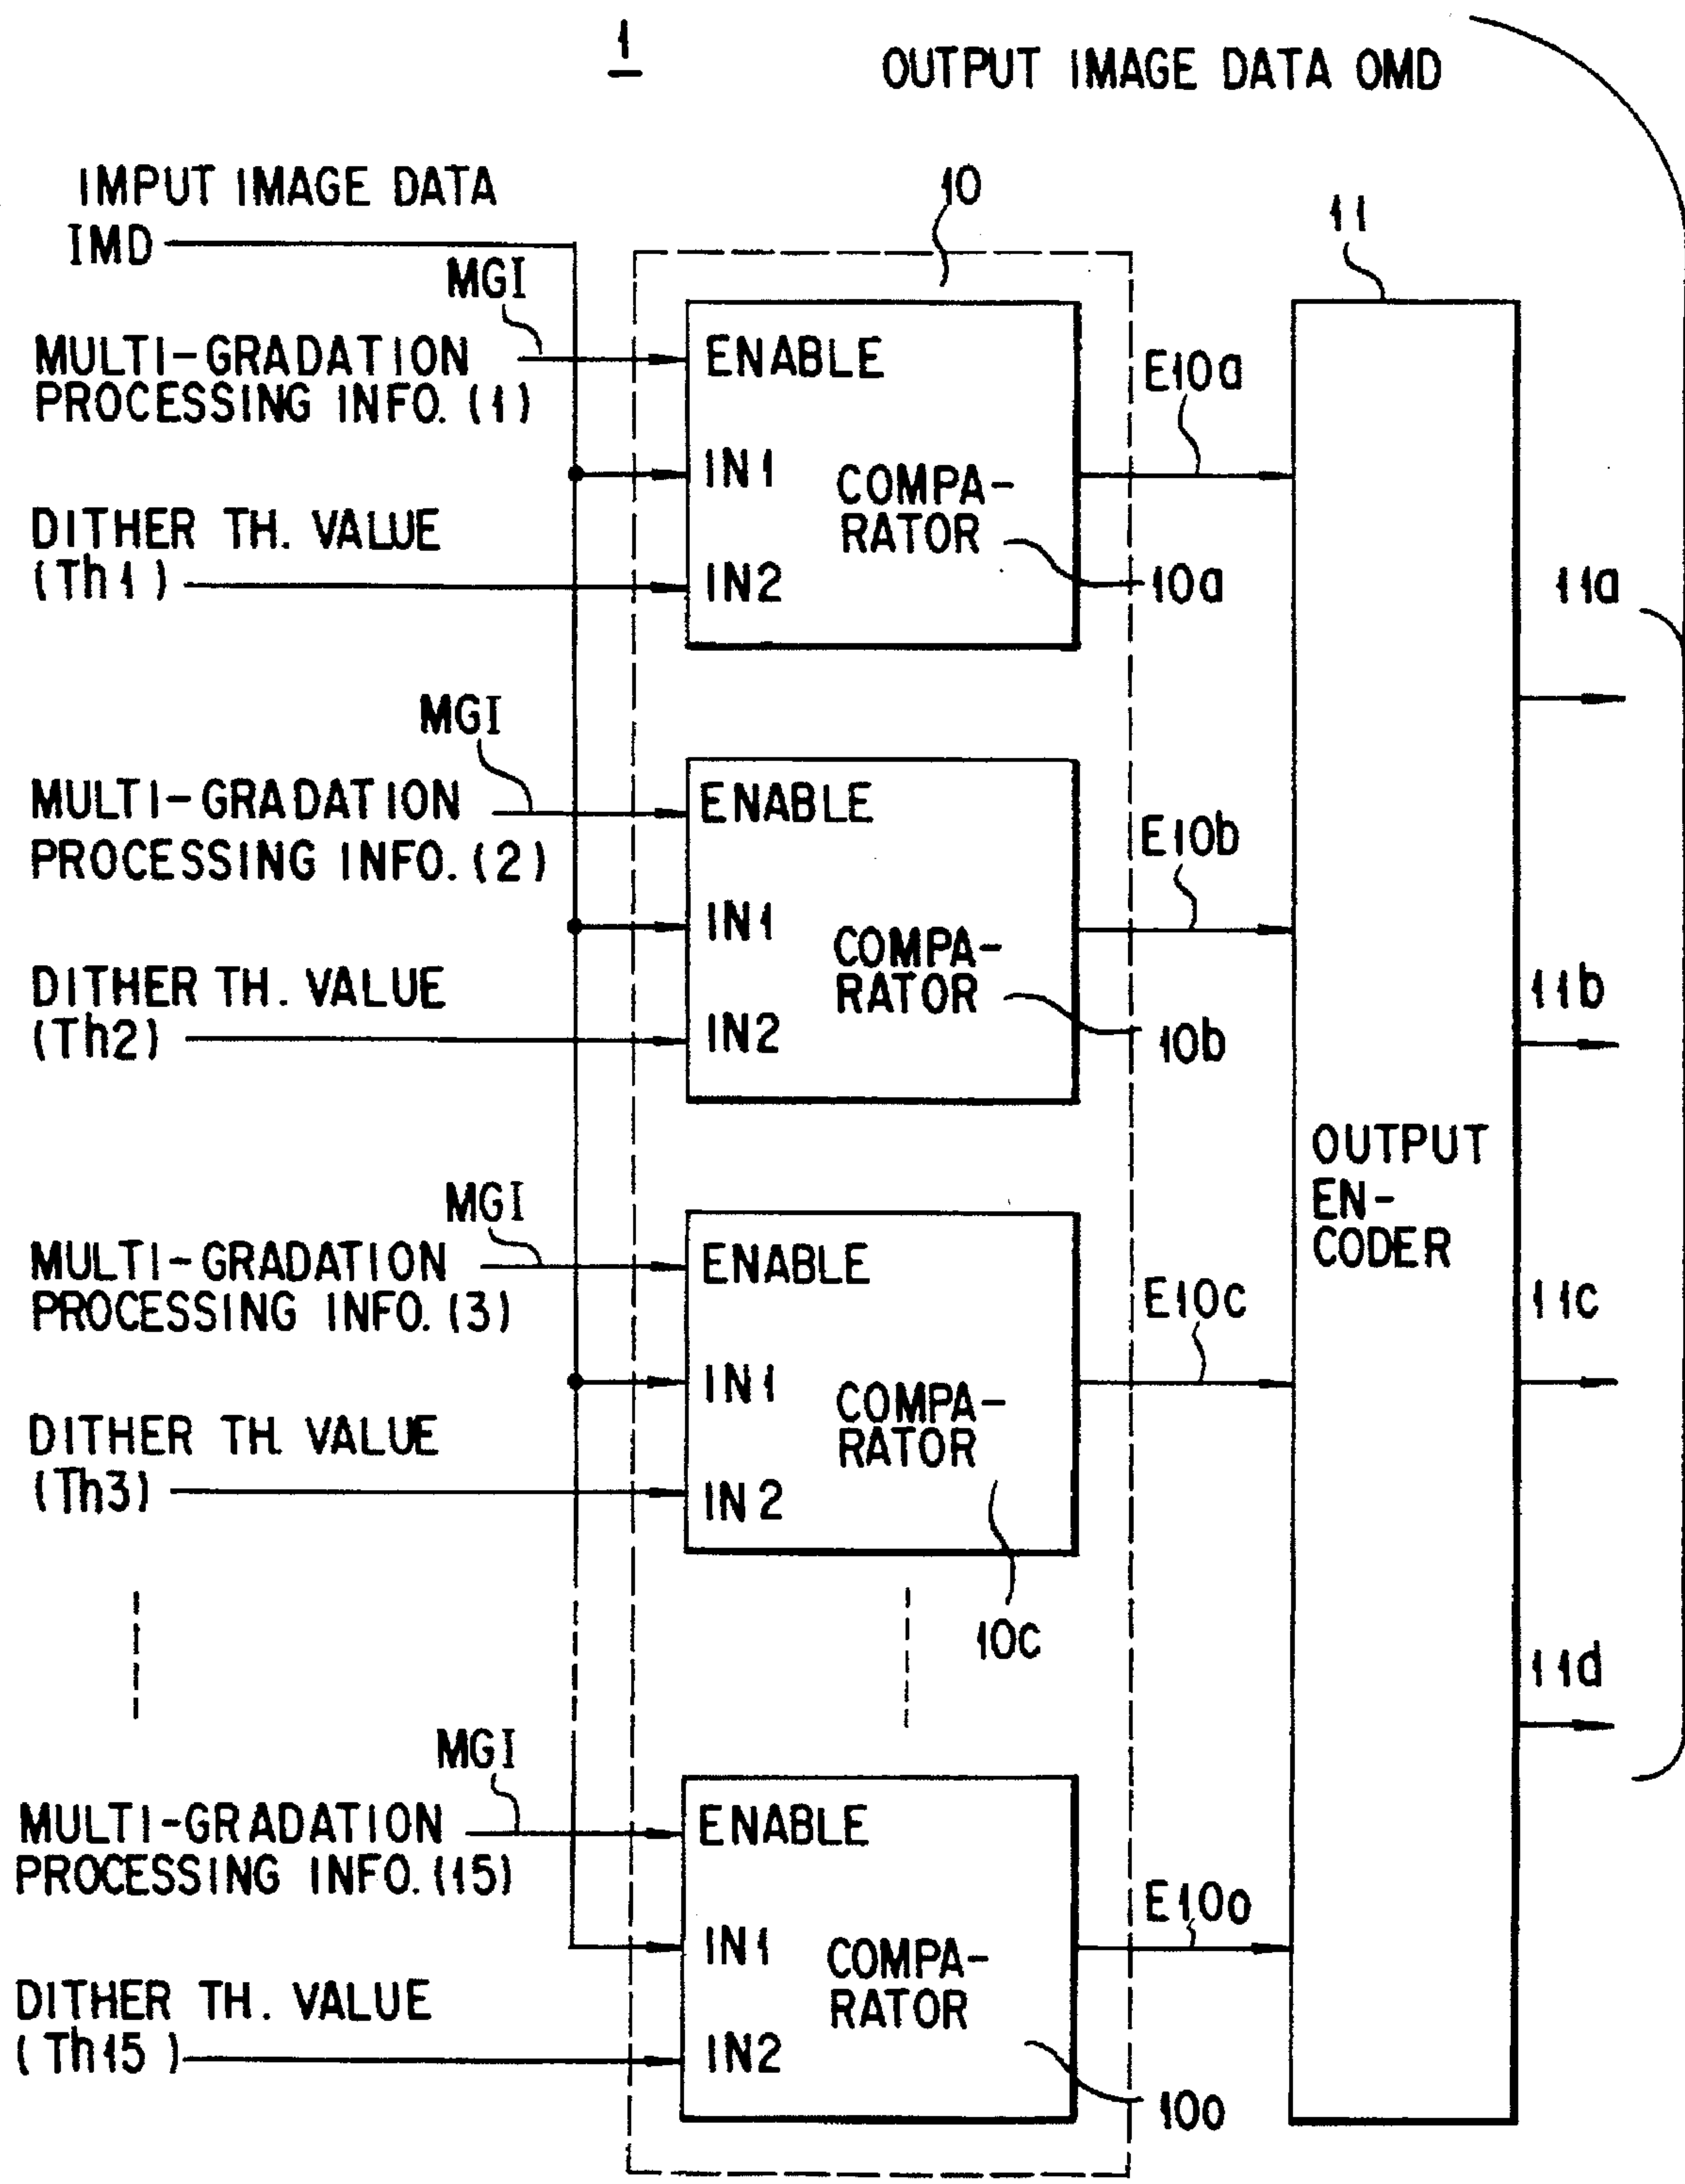 1
OUTPUT IMAGE DATA OMD
IMPUT IMAGE DATA
IMD
10
11
MGI
MULTI-GRADATION
PROCESSING INFO. (1)
ENABLE
E10a
IN1
COMPA-
RATOR
DITHER TH. VALUE
(Th1)
IN2
10a
11a
MGI
MULTI-GRADATION
PROCESSING INFO. (2)
ENABLE
E10b
IN1
COMPA-
RATOR
DITHER TH. VALUE
(Th2)
IN2
10b
11b
OUTPUT
EN-
CODER
MGI
MULTI-GRADATION
PROCESSING INFO. (3)
ENABLE
E10c
11c
IN1
COMPA-
RATOR
DITHER TH. VALUE
(Th3)
IN2
10c
11d
MGI
MULTI-GRADATION
PROCESSING INFO. (15)
ENABLE
E10o
IN1
COMPA-
RATOR
DITHER TH. VALUE
(Th15)
IN2
10o